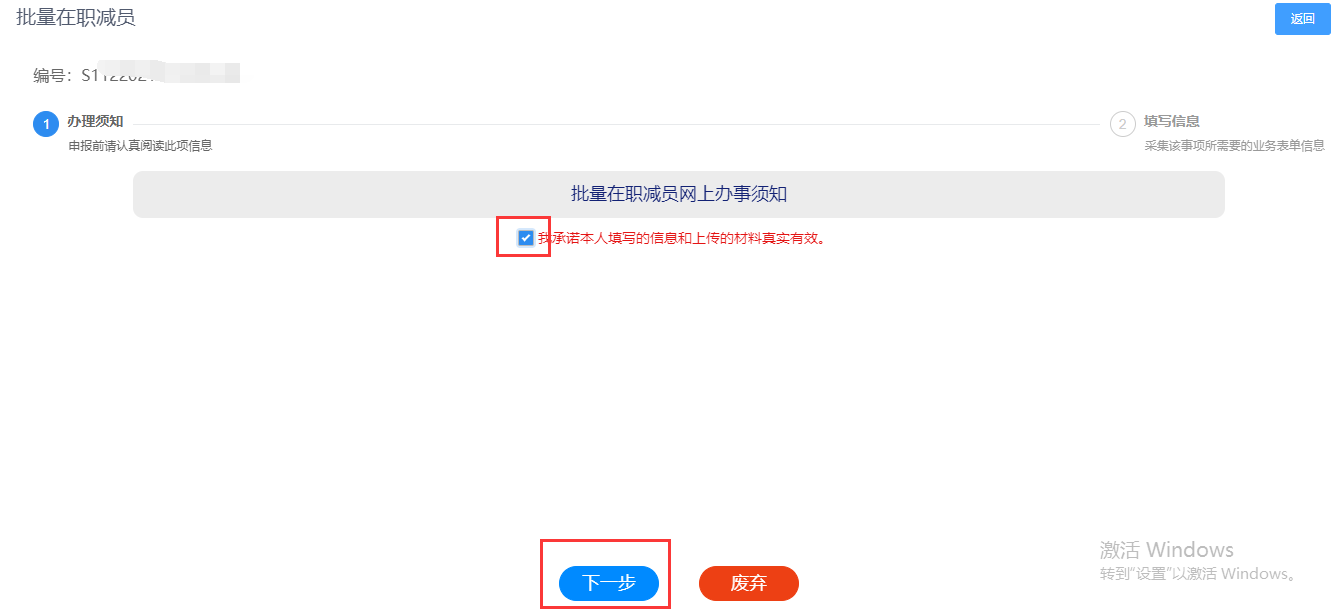 批量在职减员
返回
编号：
1 办理须知
申报前请认真阅读此项信息
2 填写信息
采集该事项所需要的业务表单信息
批量在职减员网上办事须知
我承诺本人填写的信息和上传的材料真实有效。
下一步
废弃
激活 Windows
转到“设置”以激活 Windows。